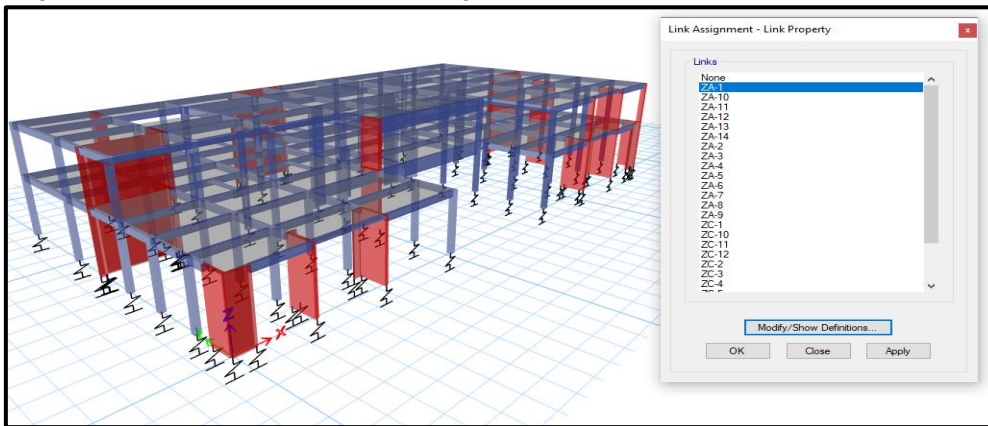 Link Assignment - Link Property
x
Links
None
ZA-1
ZA-10
ZA-11
ZA-12
ZA-13
ZA-14
ZA-2
ZA-3
ZA-4
ZA-5
ZA-6
ZA-7
ZA-8
ZA-9
ZC-1
ZC-10
ZC-11
ZC-12
ZC-2
ZC-3
ZC-4
Modify/Show Definitions...
OK Close Apply
Z
X